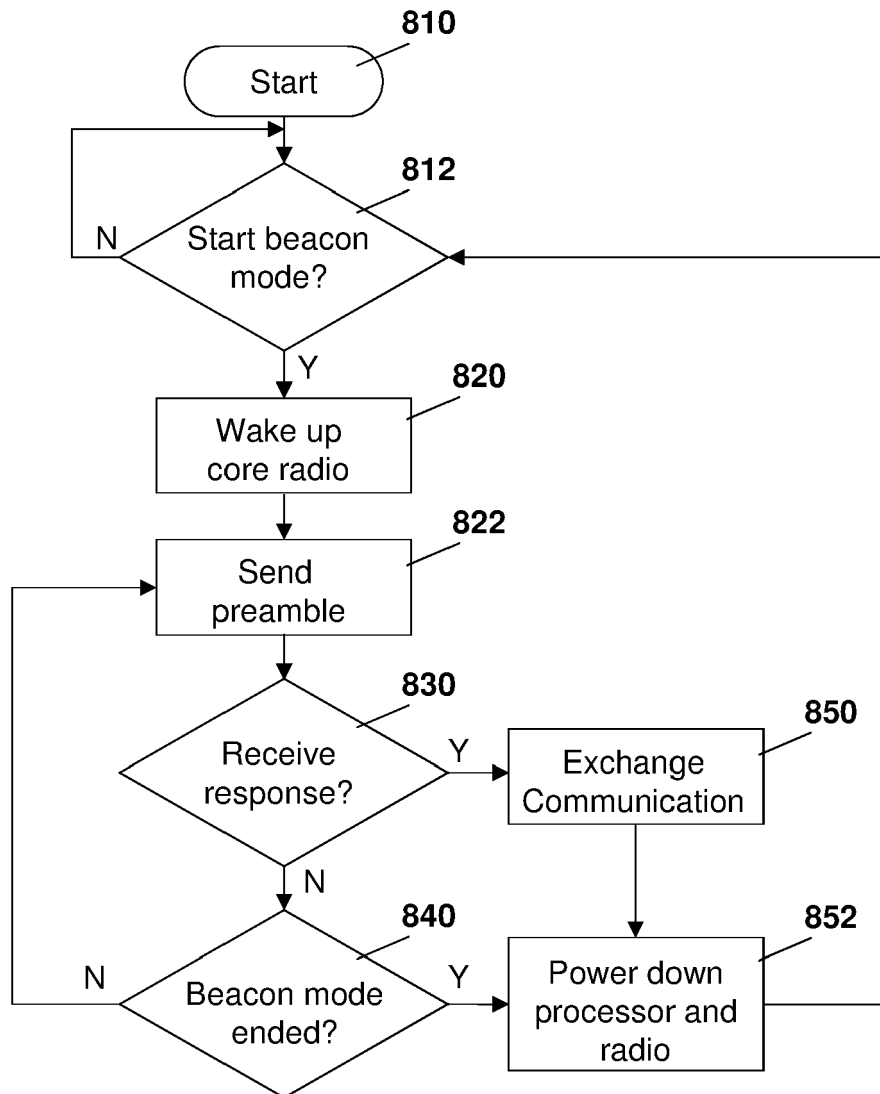 810
Start
812
N
Start beacon
mode?
Y
820
Wake up
core radio
822
Send
preamble
830
Receive
response?
Y
850
Exchange
Communication
N
840
N
Beacon mode
ended?
Y
852
Power down
processor and
radio